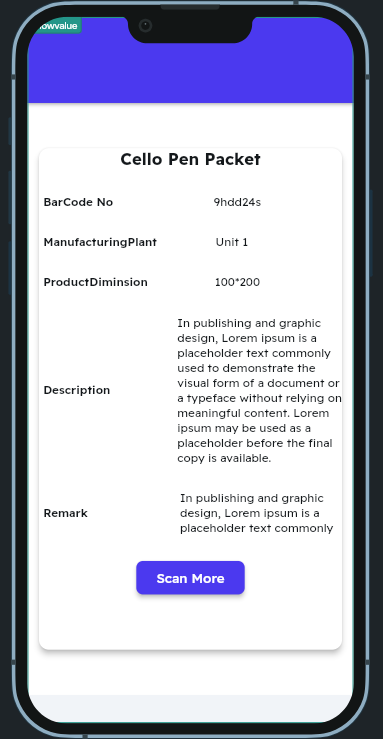 Cello Pen Packet
BarCode No 9hdd24s
ManufacturingPlant Unit 1
ProductDiminsion 100*200
Description
In publishing and graphic
design, Lorem ipsum is a
placeholder text commonly
used to demonstrate the
visual form of a document or
a typeface without relying on
meaningful content. Lorem
ipsum may be used as a
placeholder before the final
copy is available.
Remark
In publishing and graphic
design, Lorem ipsum is a
placeholder text commonly
Scan More